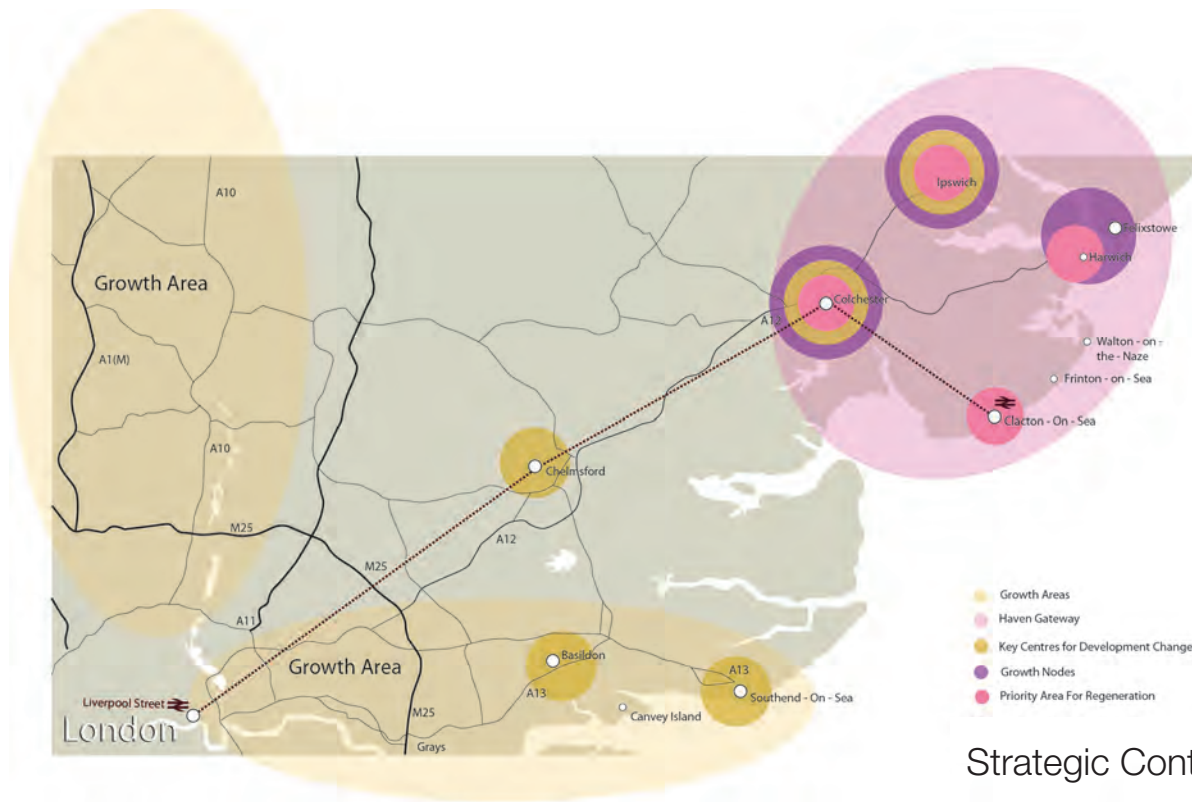 A10
Ipswich
Felixstowe
Harwich
Growth Area
Colchester
A12
Walton - on -
the - Naze
A1(M)
Frinton - on - Sea
Clacton - On - Sea
A10
Chelmsford
M25
A12
M25
Growth Areas
Haven Gateway
Key Centres for Development Change
Growth Nodes
Priority Area For Regeneration
A11
Basildon
Growth Area
A13
A13
Southend - On - Sea
Liverpool Street
M25
Canvey Island
London
Grays
Strategic Cont